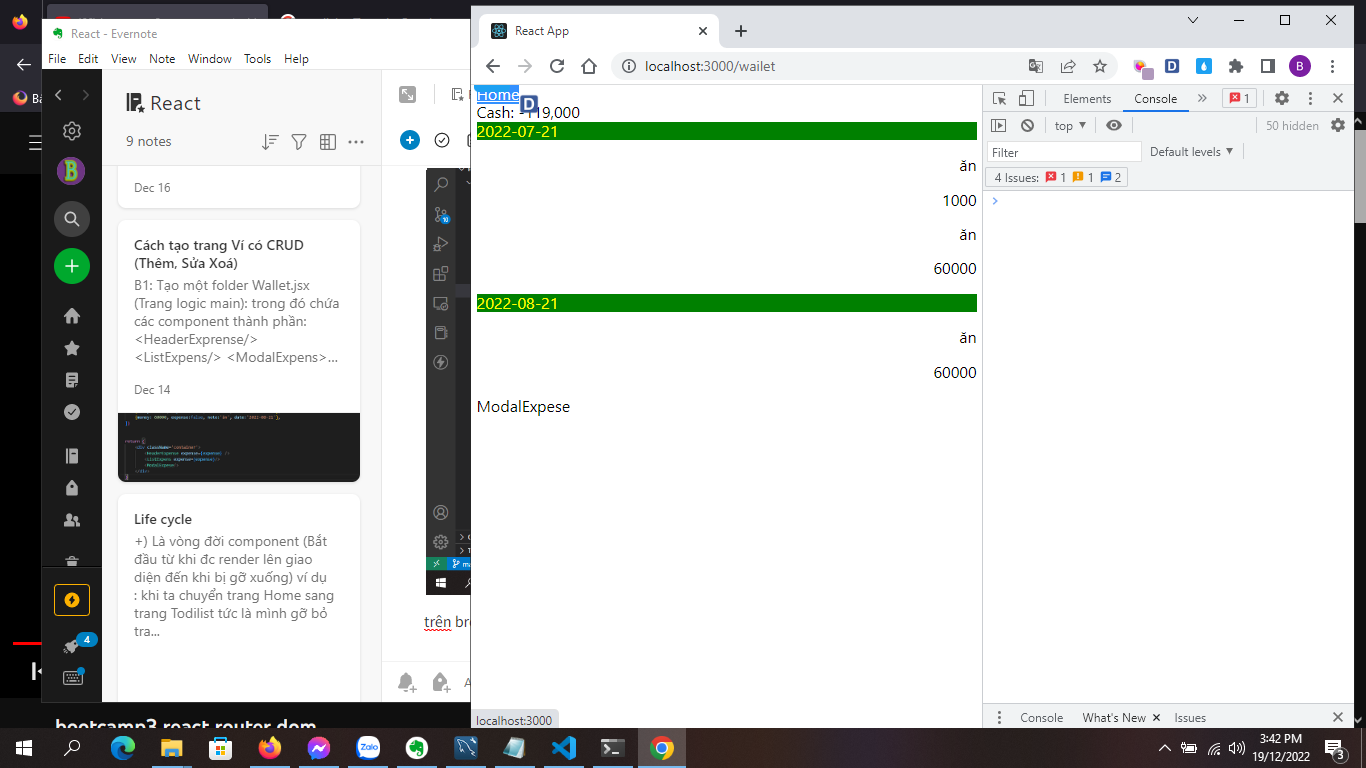 React - Evernote
File Edit View Note Window Tools Help
React
9 notes
Dec 16
Cách tạo trang Ví có CRUD
(Thêm, Sửa Xoá)
B1: Tạo một folder Wallet.jsx
(Trang logic main): trong đó chứa
các component thành phần:
<HeaderExprense/>
<ListExpens/> <ModalExpens>...
Dec 14
return (
Life cycle
+) Là vòng đời component (Bắt
đầu từ khi đc render lên giao
diện đến khi bị gỡ xuống) ví dụ
: khi ta chuyển trang Home sang
trang Todilist tức là mình gỡ bỏ
tra...
4
10
trên bro
bootcamp3 react router dom
React App
localhost:3000/wailet
D
B
Home
D
Cash: -119,000
2022-07-21
ăn
1000
ăn
60000
2022-08-21
ăn
60000
ModalExpese
localhost:3000
Elements Console 1
top 50 hidden
Filter Default levels
4 Issues: 1 1 2
Console What's New Issues
Zalo
3:42 PM
19/12/2022
3